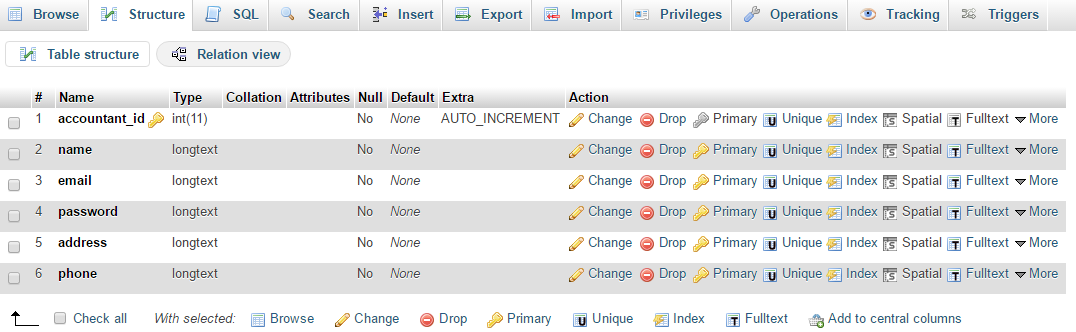 Browse Structure SQL Search Insert Export Import Privileges Operations Tracking Triggers
Table structure Relation view
# Name Type Collation Attributes Null Default Extra Action
1 accountant_id int(11) No None AUTO_INCREMENT Change Drop Primary Unique Index Spatial Fulltext More
2 name longtext No None Change Drop Primary Unique Index Spatial Fulltext More
3 email longtext No None Change Drop Primary Unique Index Spatial Fulltext More
4 password longtext No None Change Drop Primary Unique Index Spatial Fulltext More
5 address longtext No None Change Drop Primary Unique Index Spatial Fulltext More
6 phone longtext No None Change Drop Primary Unique Index Spatial Fulltext More
Check all With selected: Browse Change Drop Primary Unique Index Fulltext Add to central columns